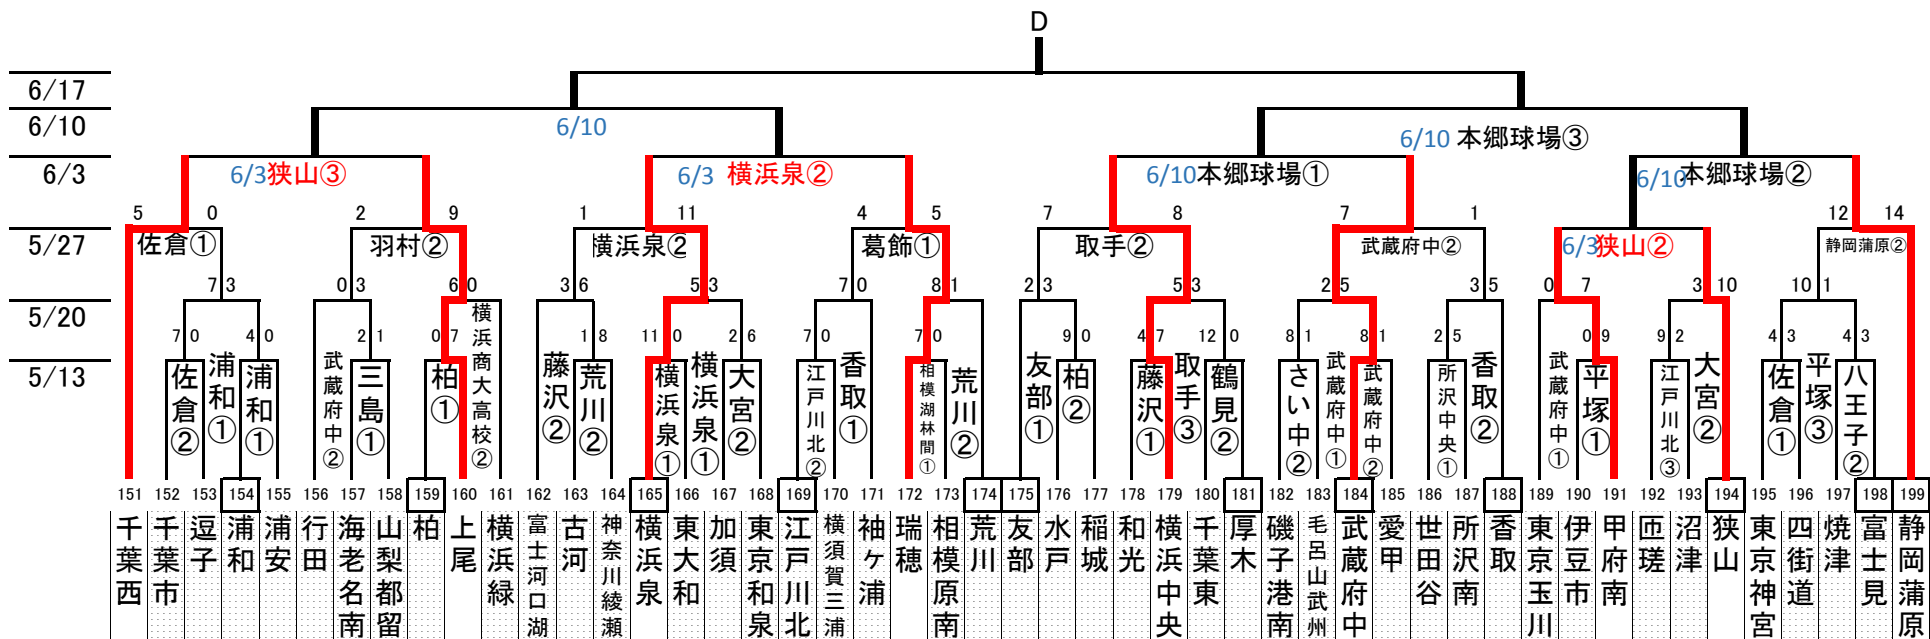 D
6/17
6/10
6/10
6/10 本郷球場③
6/3
6/3狭山③
6/3 横浜泉②
6/10本郷球場①
6/10本郷球場②
5 0 2 9 1 11 4 5 7 8 7 1 12 14
5/27
佐倉① 羽村② 横浜泉② 葛飾① 取手② 武蔵府中② 6/3狭山② 静岡蒲原②
7 3 0 3 6 0 3 6 5 3 7 0 8 1 2 3 5 3 2 5 3 5 0 7 3 10 10 1
5/20
7 0 4 0 2 1 0 7 1 8 11 0 2 6 7 0 7 0 9 0 4 7 12 0 8 1 8 1 2 5 0 9 9 2 4 3 4 3
5/13
佐倉②
浦和①
浦和①
武蔵府中②
三島①
柏①
横浜商大高校②
藤沢②
荒川②
横浜泉①
横浜泉①
大宮②
江戸川北②
香取①
相模湖林間①
荒川②
友部①
柏②
藤沢①
取手③
鶴見②
さい中②
武蔵府中①
武蔵府中②
所沢中央①
香取②
武蔵府中①
平塚①
江戸川北③
大宮②
佐倉①
平塚③
八王子②
151 152 153 154 155 156 157 158 159 160 161 162 163 164 165 166 167 168 169 170 171 172 173 174 175 176 177 178 179 180 181 182 183 184 185 186 187 188 189 190 191 192 193 194 195 196 197 198 199
千葉西
千葉市
逗子
浦和
浦安
行田
海老名南
山梨都留
柏
上尾
横浜緑
富士河口湖
古河
神奈川綾瀬
横浜泉
東大和
加須
東京和泉
江戸川北
横須賀三浦
袖ヶ浦
瑞穂
相模原南
荒川
友部
水戸
稲城
和光
横浜中央
千葉東
厚木
磯子港南
毛呂山武州
武蔵府中
愛甲
世田谷
所沢南
香取
東京玉川
伊豆市
甲府南
匝瑳
沼津
狭山
東京神宮
四街道
焼津
富士見
静岡蒲原